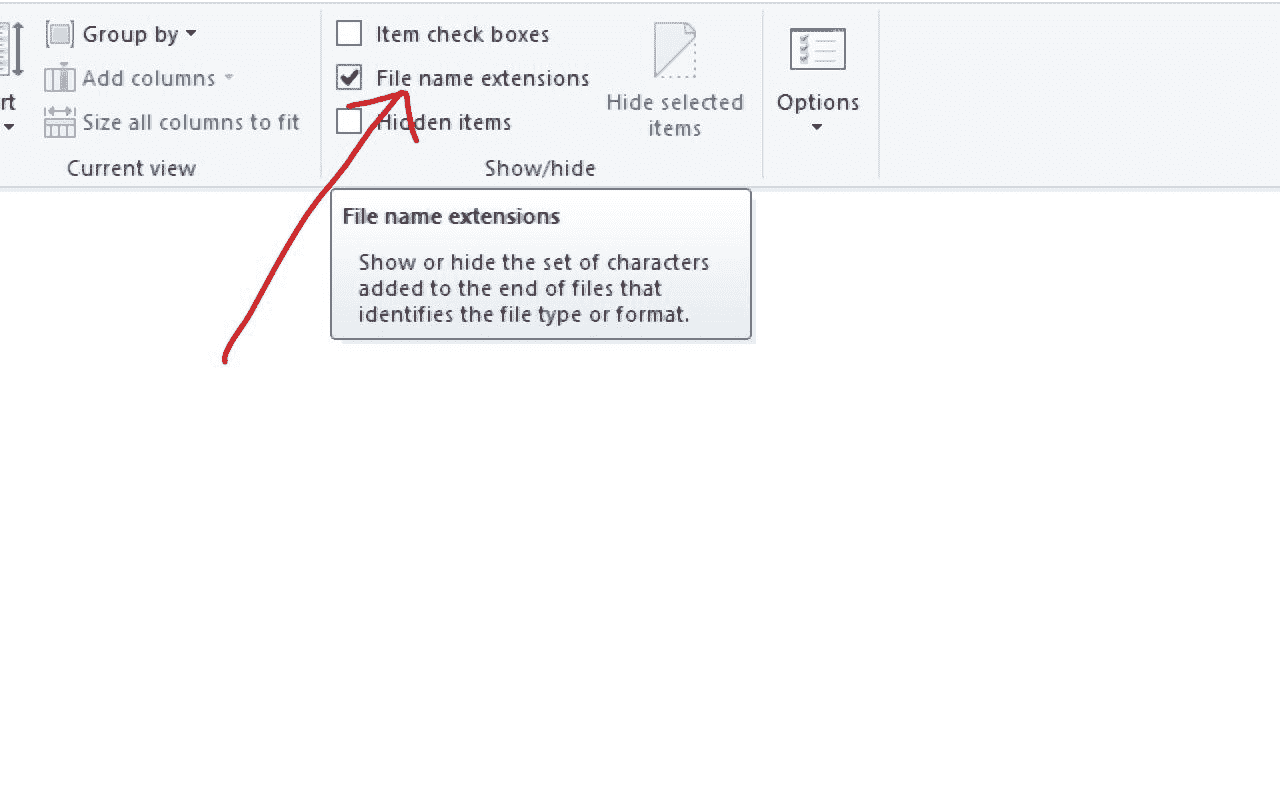 Group by
Add columns
Size all columns to fit
Current view
Item check boxes
File name extensions
Hidden items
Hide selected
items
Show/hide
Options
File name extensions
Show or hide the set of characters
added to the end of files that
identifies the file type or format.